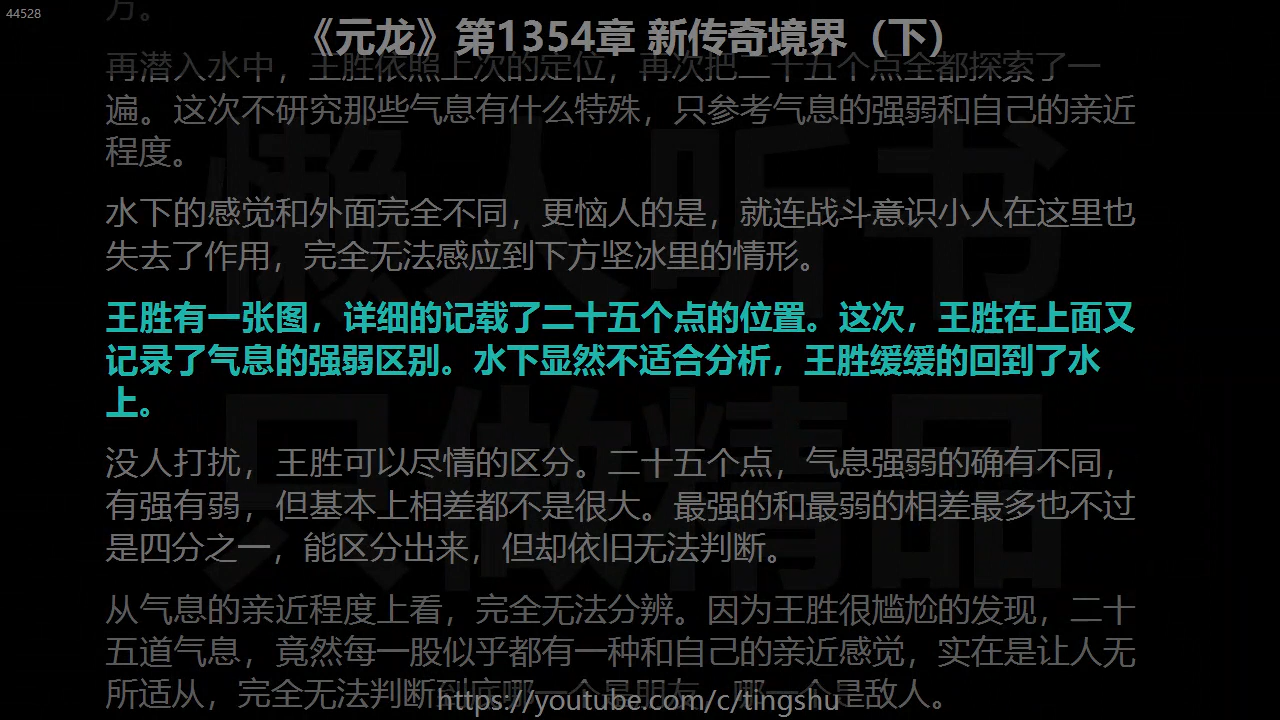 44528
万。
《元龙》第1354章 新传奇境界（下）
再潜入水中，王胜依照上次的定位，再次把二十五个点全都探索了一
遍。这次不研究那些气息有什么特殊，只参考气息的强弱和自己的亲近
程度。
水下的感觉和外面完全不同，更恼人的是，就连战斗意识小人在这里也
失去了作用，完全无法感应到下方坚冰里的情形。
王胜有一张图，详细的记载了二十五个点的位置。这次，王胜在上面又
记录了气息的强弱区别。水下显然不适合分析，王胜缓缓的回到了水
上。
没人打扰，王胜可以尽情的区分。二十五个点，气息强弱的确有不同，
有强有弱，但基本上相差都不是很大。最强的和最弱的相差最多也不过
是四分之一，能区分出来，但却依旧无法判断。
从气息的亲近程度上看，完全无法分辨。因为王胜很尴尬的发现，二十
五道气息，竟然每一股似乎都有一种和自己的亲近感觉，实在是让人无
所适从，完全无法判断到底哪一个是朋友，哪一个是敌人。
https://youtube.com/c/tingshu
懒人听书
只做精品